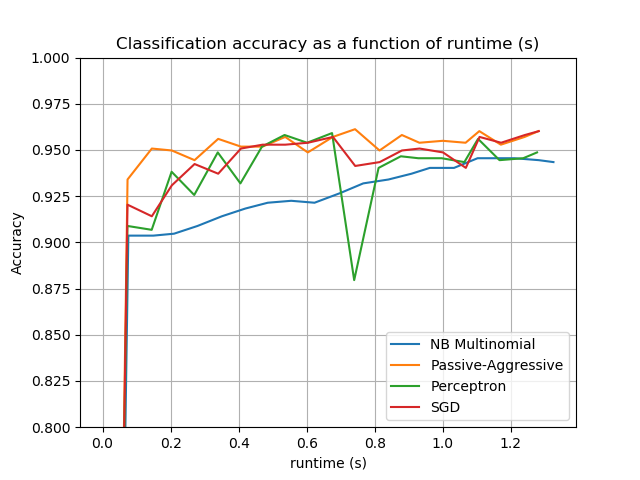 Classification accuracy as a function of runtime (s)
1.000
0.975
0.950
0.925
0.900
0.875
0.850
0.825
0.800
Accuracy
NB Multinomial
Passive-Aggressive
Perceptron
SGD
0.0 0.2 0.4 0.6 0.8 1.0 1.2
runtime (s)